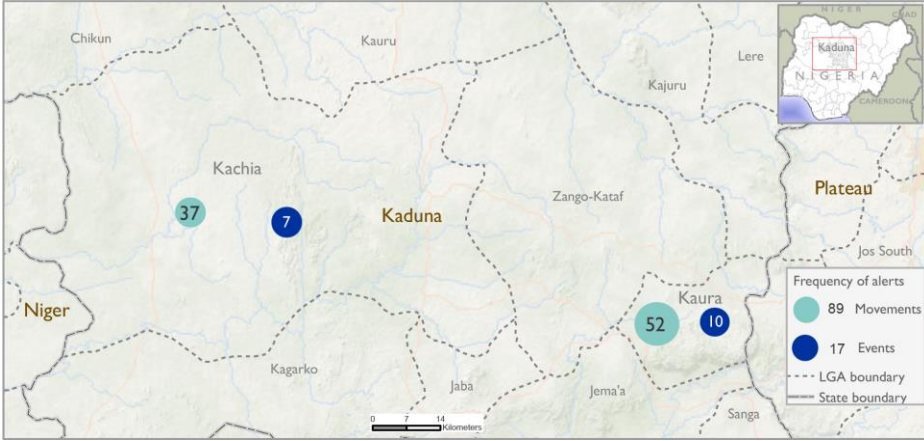 Chikun
Kauru
Lere
Kajuru
Kachia
37
7
Kaduna
Zango-Kataf
Plateau
Jos South
Niger
Kaura
52
10
Kagarko
Jaba
Jema'a
Sanga
0 7 14
Kilometers
NIGER
CHAD
Kaduna
NIGERIA
CAMEROON
Frequency of alerts
89 Movements
17 Events
LGA boundary
State boundary